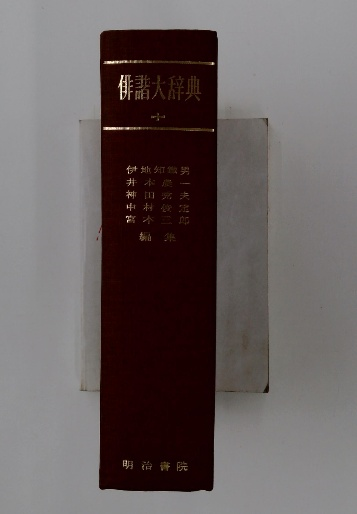 俳諧大辞典
伊地知鐵男
井本農一
神田秀夫
中村俊定
宮本三郎
編集
明治書院